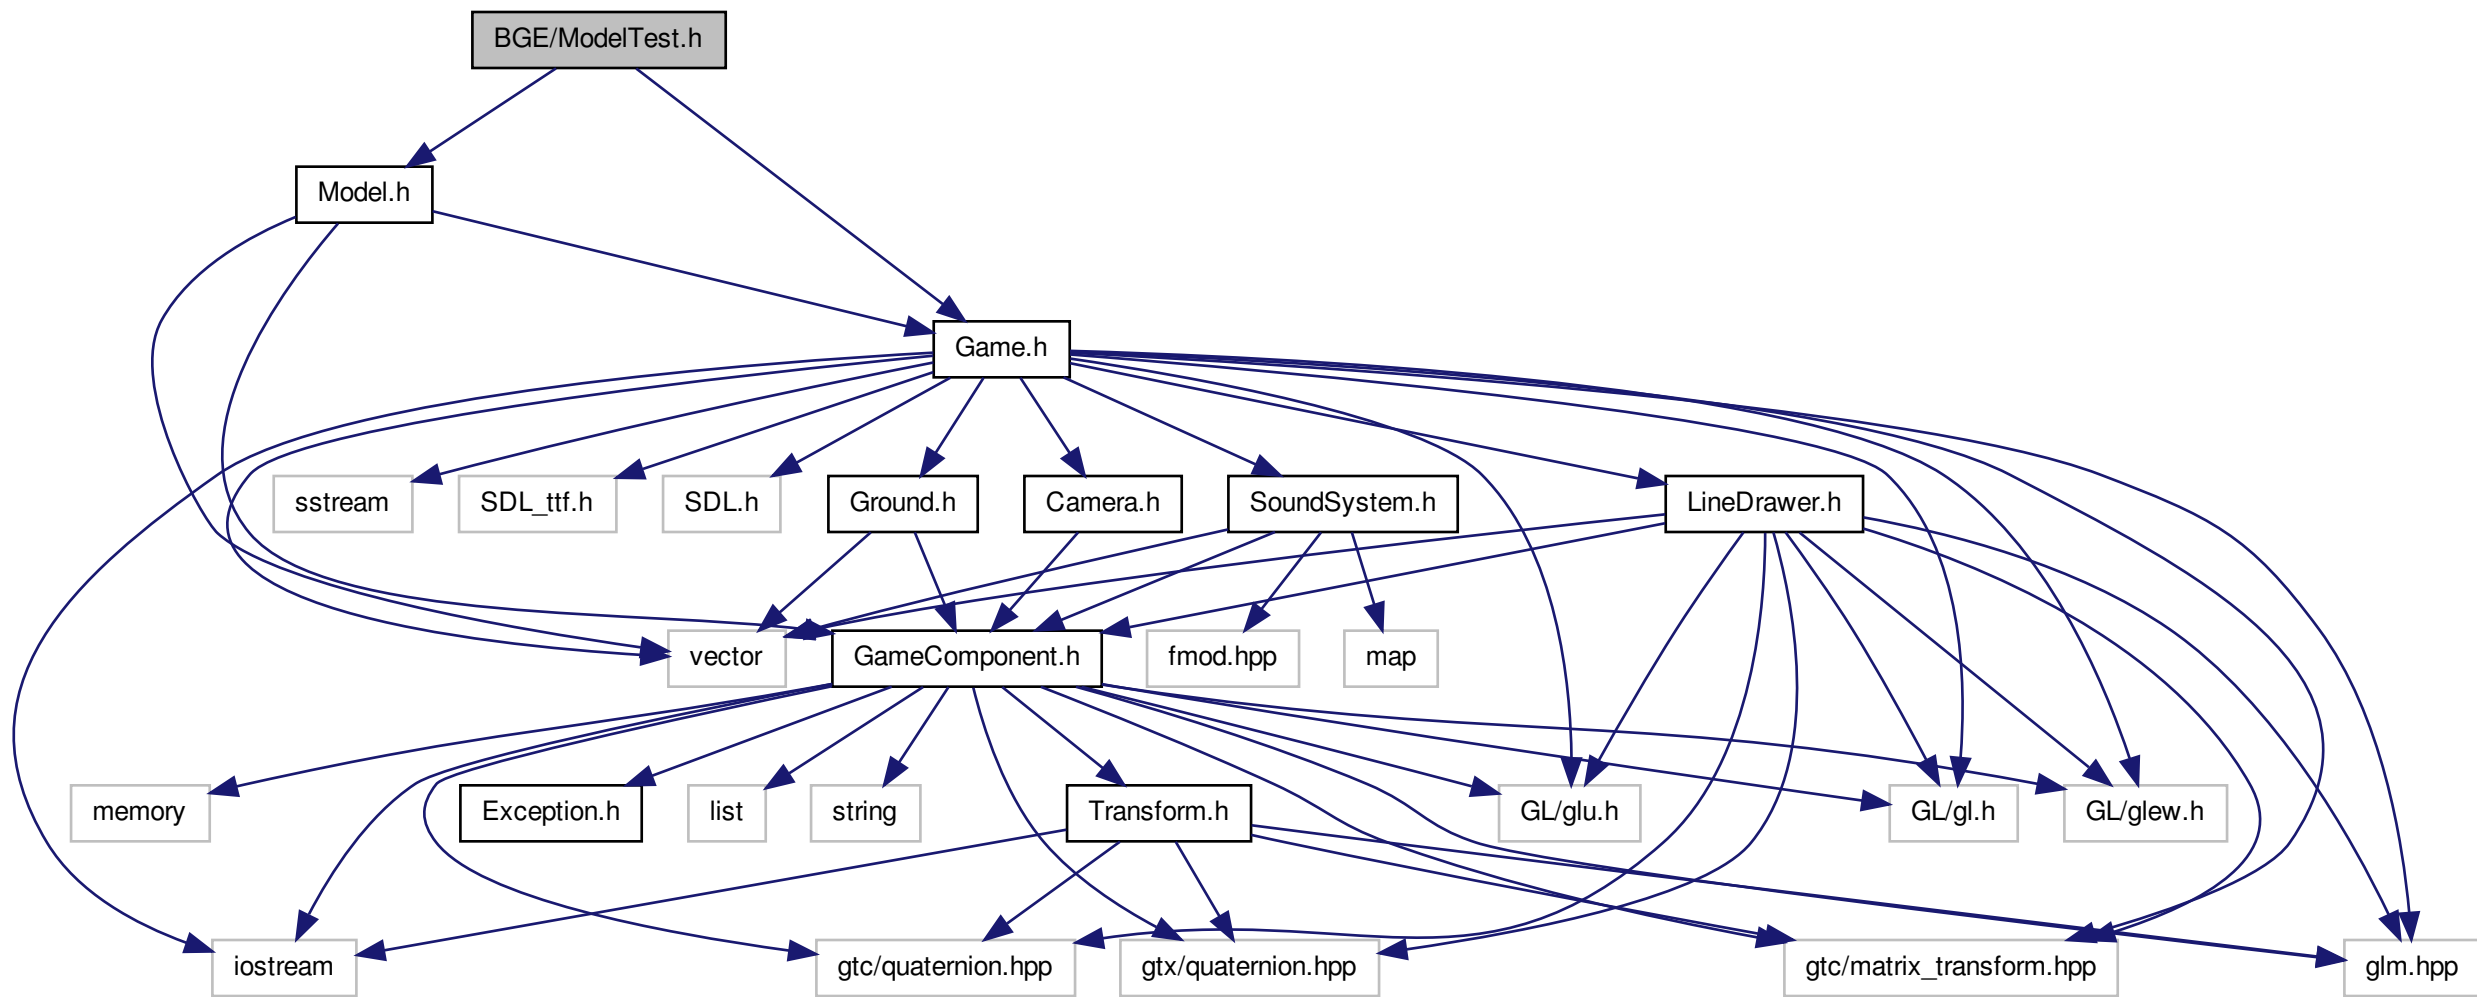 BGE/ModelTest.h
Model.h
Game.h
sstream
SDL_ttf.h
SDL.h
Ground.h
Camera.h
SoundSystem.h
LineDrawer.h
vector
GameComponent.h
fmod.hpp
map
memory
Exception.h
list
string
Transform.h
GL/glu.h
GL/gl.h
GL/glew.h
iostream
gtc/quaternion.hpp
gtx/quaternion.hpp
gtc/matrix_transform.hpp
glm.hpp